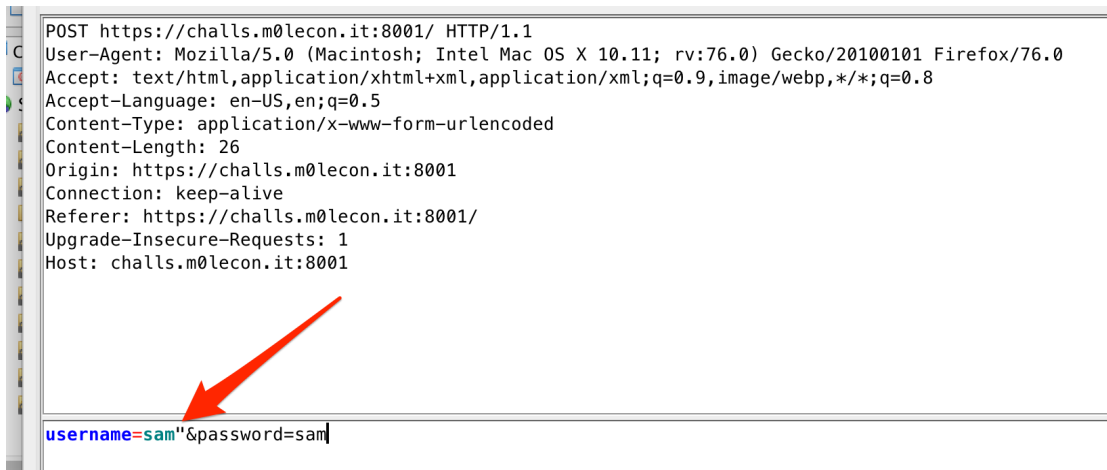 POST https://challs.m0lecon.it:8001/ HTTP/1.1
User-Agent: Mozilla/5.0 (Macintosh; Intel Mac OS X 10.11; rv:76.0) Gecko/20100101 Firefox/76.0
Accept: text/html,application/xhtml+xml,application/xml;q=0.9,image/webp,*/*;q=0.8
Accept-Language: en-US,en;q=0.5
Content-Type: application/x-www-form-urlencoded
Content-Length: 26
Origin: https://challs.m0lecon.it:8001
Connection: keep-alive
Referer: https://challs.m0lecon.it:8001/
Upgrade-Insecure-Requests: 1
Host: challs.m0lecon.it:8001
username=sam"&password=sam